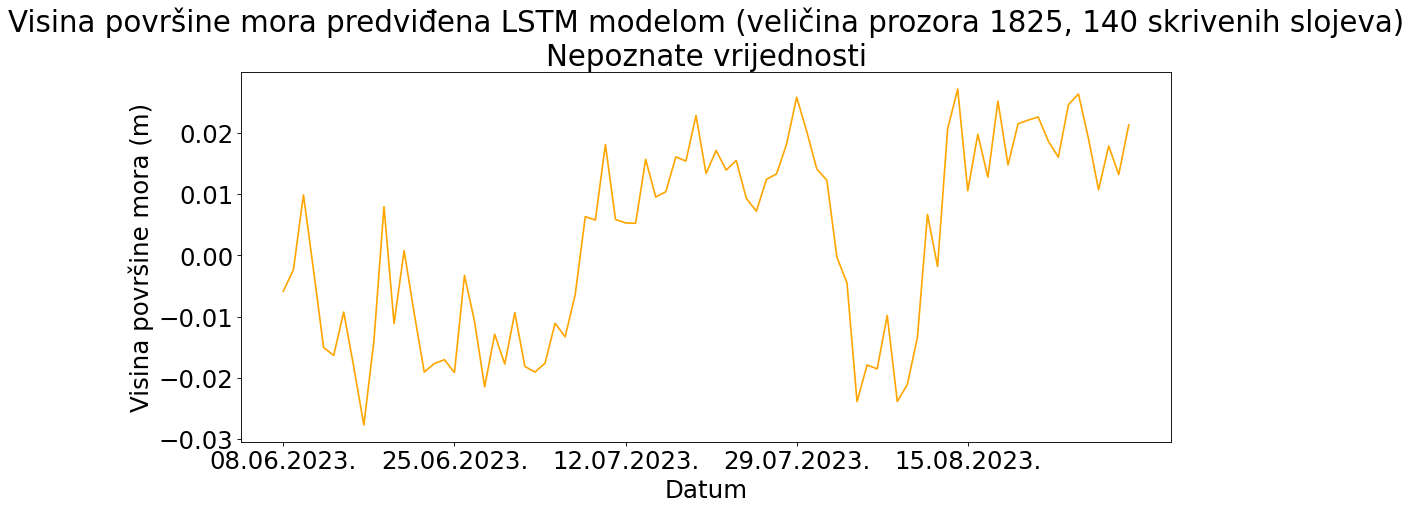 Visina površine mora predviđena LSTM modelom (veličina prozora 1825, 140 skrivenih slojeva)
Nepoznate vrijednosti
Visina površine mora (m)
0.02
0.01
0.00
−0.01
−0.02
−0.03
08.06.2023.
25.06.2023.
12.07.2023.
29.07.2023.
15.08.2023.
Datum